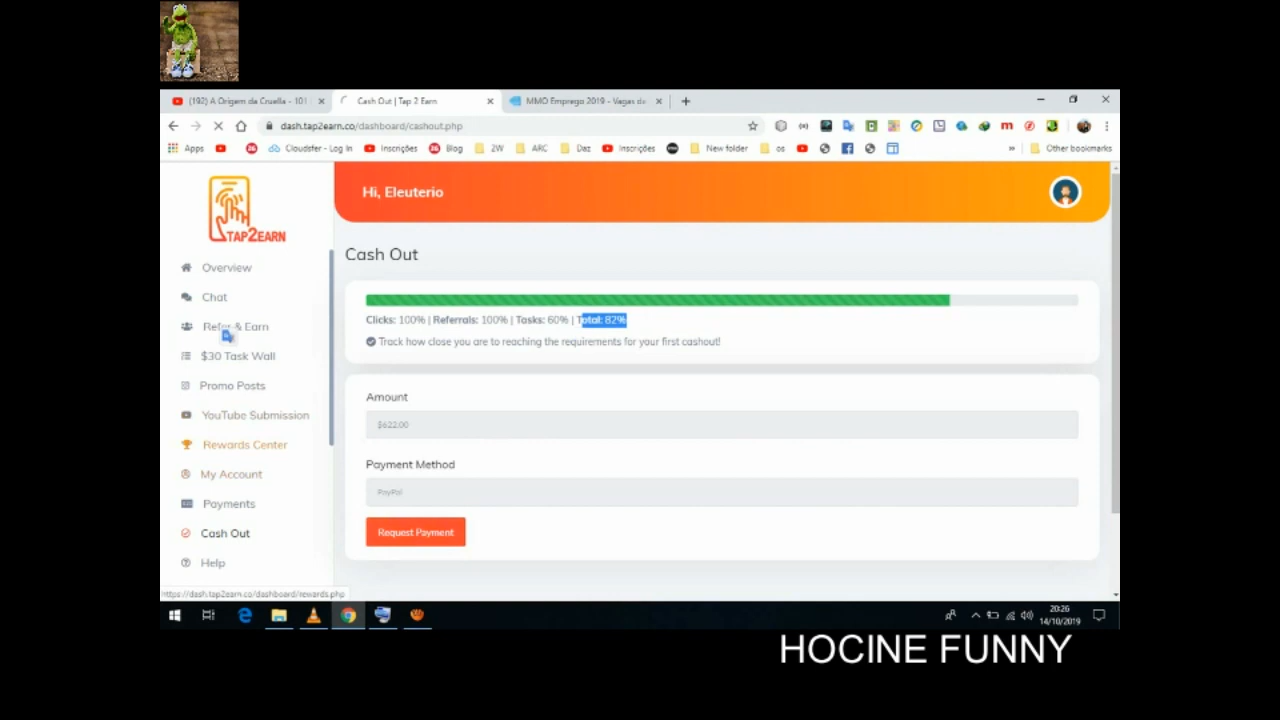 (192) A Origem da Cruella - 101
Cash Out | Tap 2 Earn
MMO Emprego 2019 - Vagas de
dash.tap2earn.co/dashboard/cashout.php
Apps
Cloudsfer - Log In
Inscrições
Blog
2W
ARC
Daz
Inscrições
New folder
os
Other bookmarks
TAP2EARN
Hi, Eleuterio
Overview
Chat
Refer & Earn
$30 Task Wall
Promo Posts
YouTube Submission
Rewards Center
My Account
Payments
Cash Out
Help
Cash Out
Clicks: 100% | Referrals: 100% | Tasks: 60% | Total: 82%
Track how close you are to reaching the requirements for your first cashout!
Amount
$622.00
Payment Method
PayPal
Request Payment
https://dash.tap2earn.co/dashboard/rewards.php
20:26
14/10/2019
HOCINE FUNNY